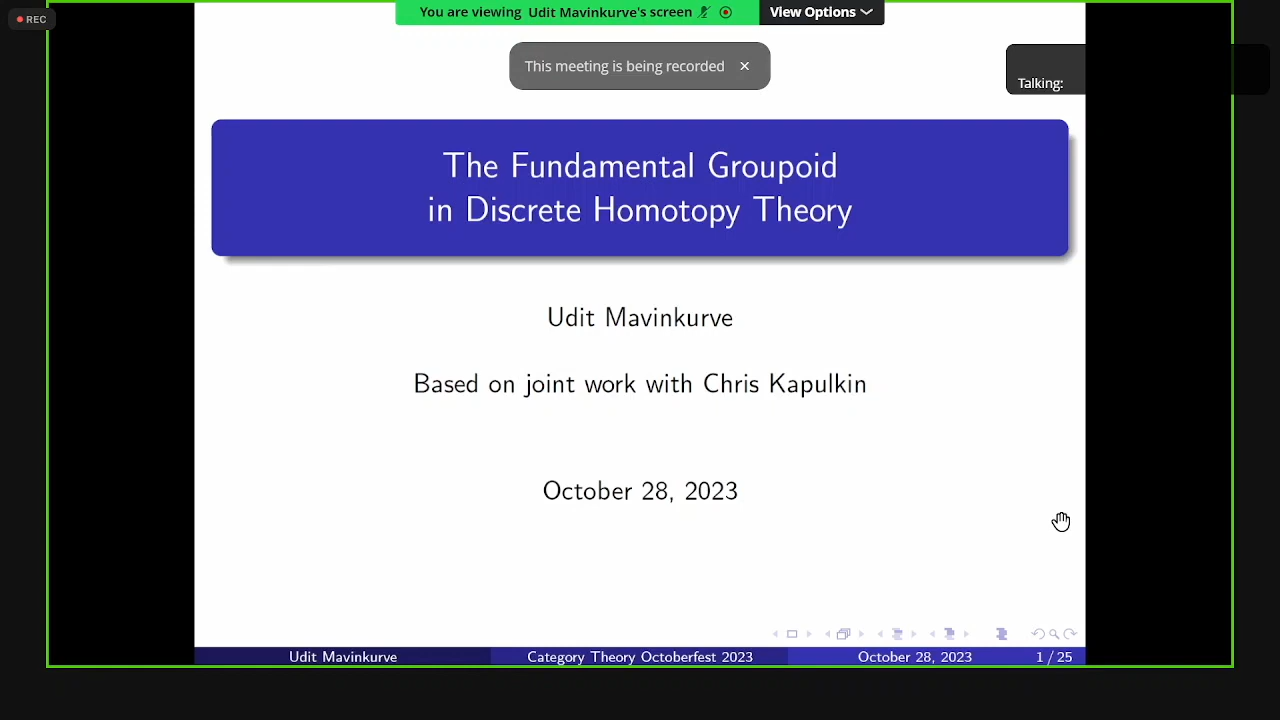 REC
You are viewing Udit Mavinkurve's screen
View Options
This meeting is being recorded
Talking:
The Fundamental Groupoid
in Discrete Homotopy Theory
Udit Mavinkurve
Based on joint work with Chris Kapulkin
October 28, 2023
Udit Mavinkurve Category Theory Octoberfest 2023 October 28, 2023 1 / 25